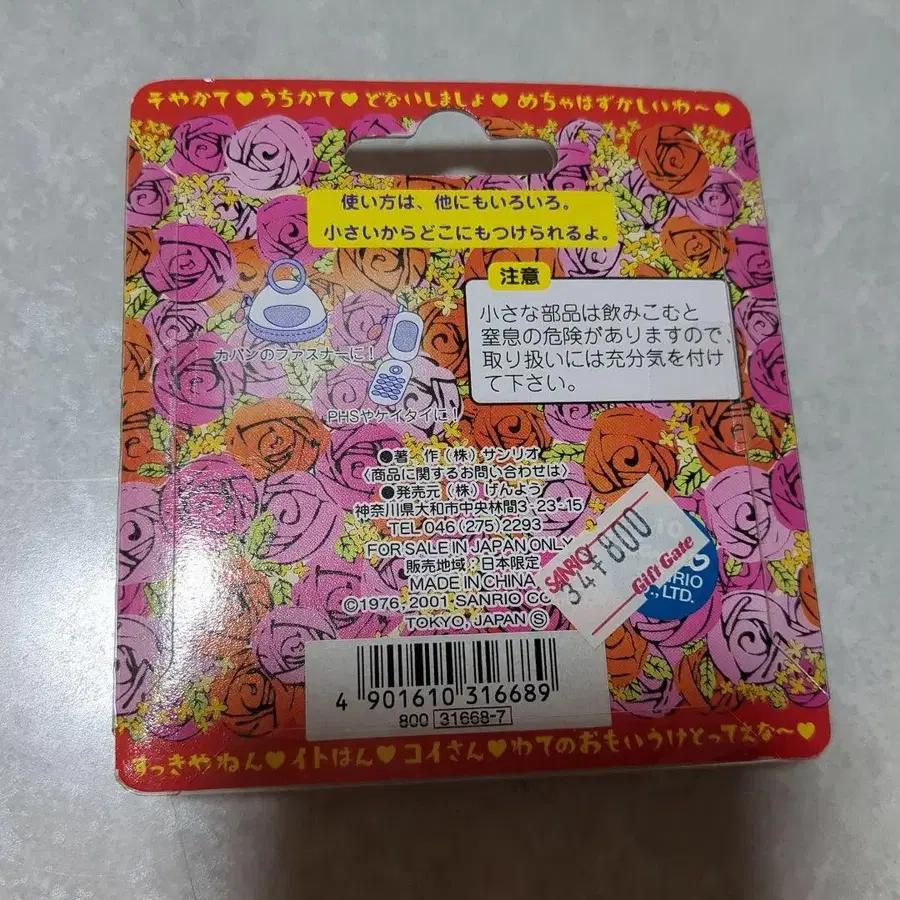 そやかて♥うちかて♥どないしましょ♥めちゃはずかしいわ〜♥
使い方は、他にもいろいろ。
小さいからどこにもつけられるよ。
注意
小さな部品は飲みこむと
窒息の危険がありますので、
取り扱いには充分気を付け
て下さい。
カバンのファスナーに!
PHSやケイタイに!
●著 作(株)サンリオ
〈商品に関するお問い合わせは〉
●発売元(株)げんよう
神奈川県大和市中央林間3-23-15
TEL 046(275)2293
FOR SALE IN JAPAN ONLY
販売地域:日本限定
MADE IN CHINA
©1976, 2001 SANRIO CO
TOKYO, JAPAN Ⓢ
SANRIO
34¥800
Gift Gate
RIO
., LTD.
4 901610 316689
800 31668-7
すっきやねん♥イトはん♥コイさん♥わてのおもいうけとってえな〜♥